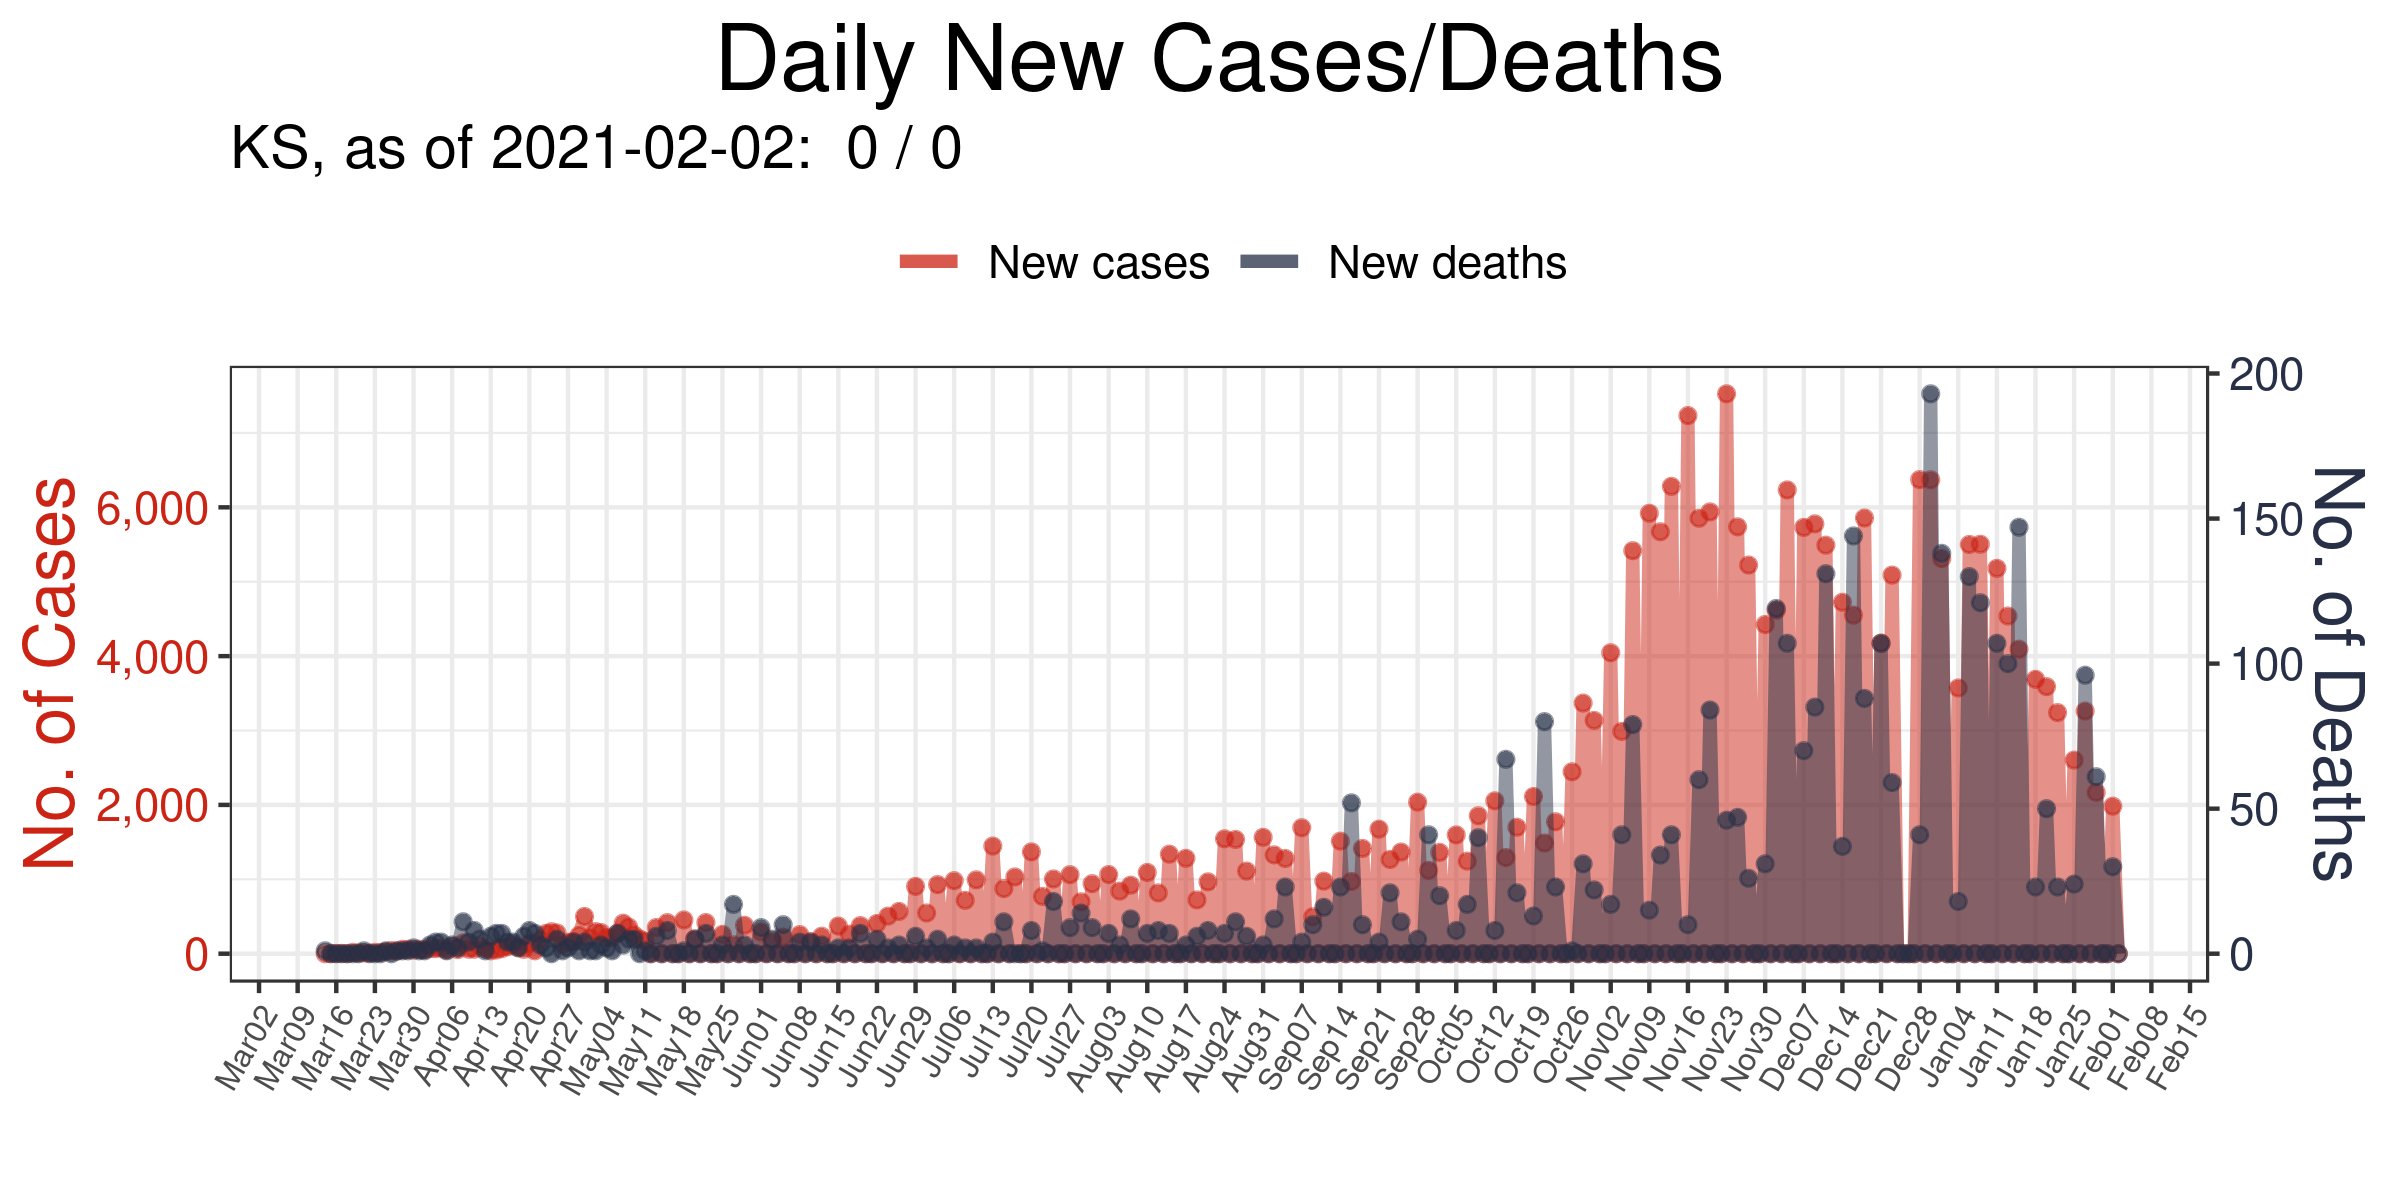 Daily New Cases/Deaths
KS, as of 2021-02-02:  0 / 0
New cases New deaths
No. of Cases
6,000
4,000
2,000
0
200
150
100
50
0
No. of Deaths
Mar02 Mar09 Mar16 Mar23 Mar30 Apr06 Apr13 Apr20 Apr27 May04 May11 May18 May25 Jun01 Jun08 Jun15 Jun22 Jun29 Jul06 Jul13 Jul20 Jul27 Aug03 Aug10 Aug17 Aug24 Aug31 Sep07 Sep14 Sep21 Sep28 Oct05 Oct12 Oct19 Oct26 Nov02 Nov09 Nov16 Nov23 Nov30 Dec07 Dec14 Dec21 Dec28 Jan04 Jan11 Jan18 Jan25 Feb01 Feb08 Feb15